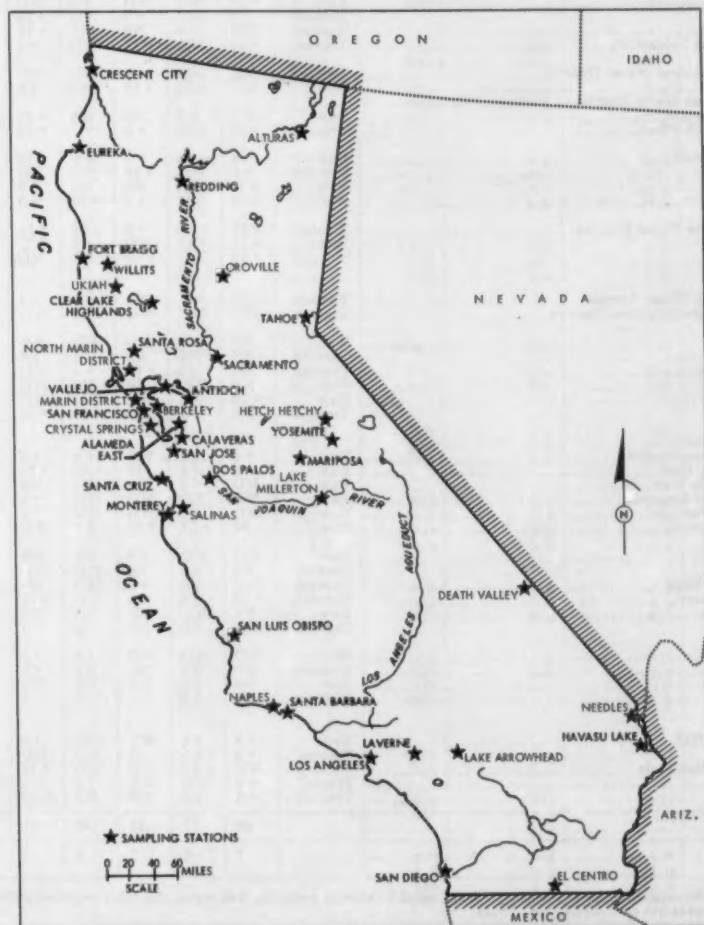 OREGON
IDAHO
CRESCENT CITY
ALTURAS
EUREKA
REDDING
PACIFIC
SACRAMENTO RIVER
FORT BRAGG
WILLITS
OROVILLE
UKIAH
CLEAR LAKE
HIGHLANDS
NEVADA
TAHOE
SANTA ROSA
NORTH MARIN
DISTRICT
SACRAMENTO
VALLEJO
ANTIOCH
MARIN DISTRICT
BERKELEY
HETCH HETCHY
SAN FRANCISCO
CRYSTAL SPRINGS
YOSEMITE
ALAMEDA
EAST
CALAVERAS
SAN JOSE
MARIPOSA
DOS PALOS
LAKE
MILLERTON
SANTA CRUZ
SAN JOAQUIN RIVER
MONTEREY
SALINAS
N
OCEAN
LOS ANGELES AQUEDUCT
DEATH VALLEY
SAN LUIS OBISPO
NAPLES
SANTA BARBARA
NEEDLES
HAVASU LAKE
LAVERNE
LAKE ARROWHEAD
LOS ANGELES
ARIZ.
SAMPLING STATIONS
0 20 40 60 MILES
SCALE
SAN DIEGO
EL CENTRO
MEXICO